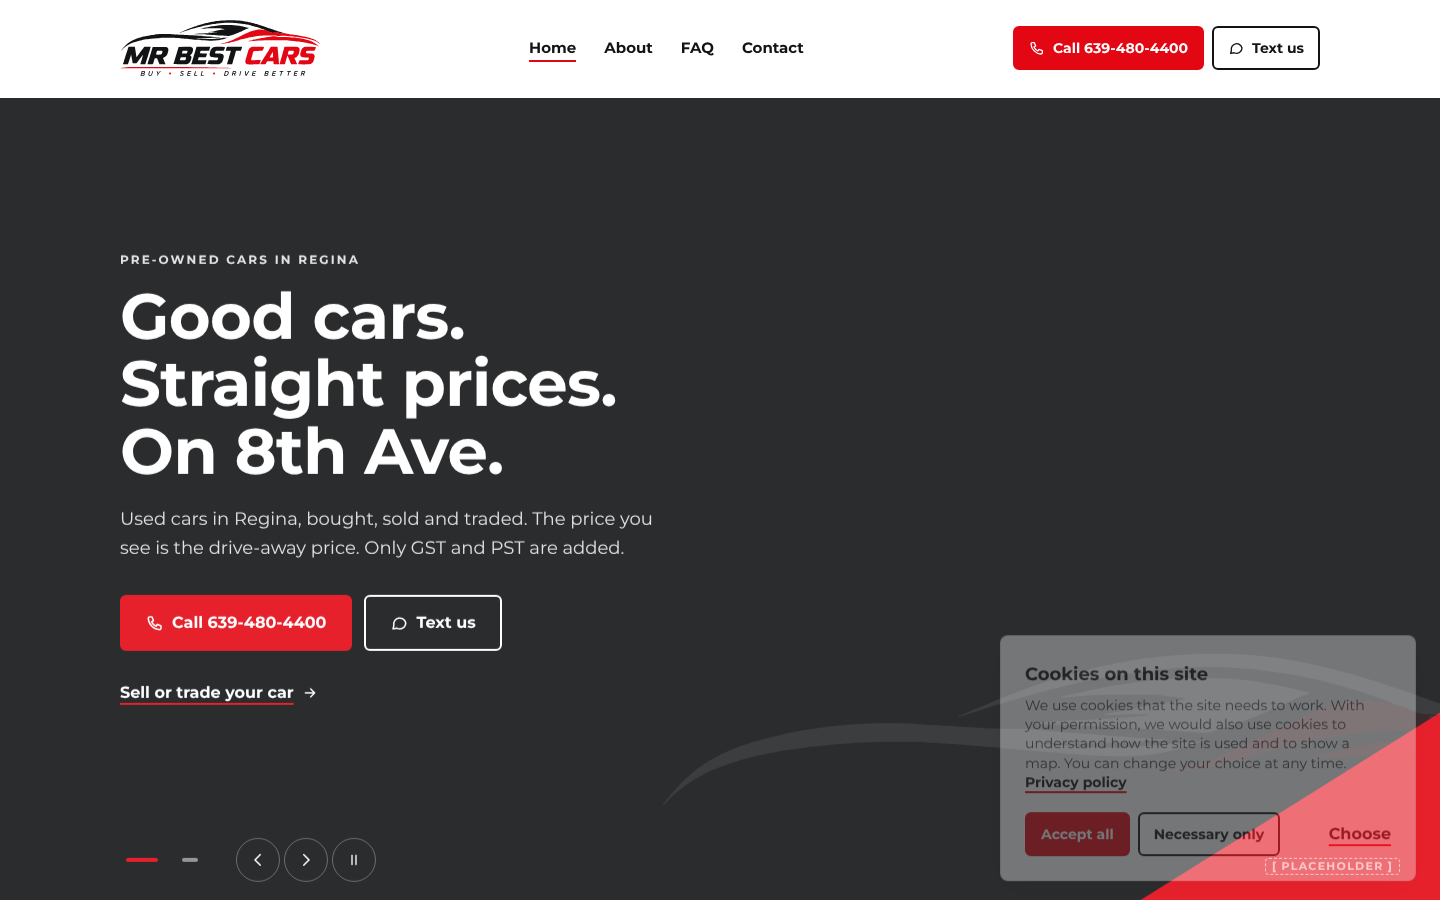 MR BEST CARS
BUY • SELL • DRIVE BETTER
Home
About
FAQ
Contact
Call 639-480-4400
Text us
PRE-OWNED CARS IN REGINA
Good cars.
Straight prices.
On 8th Ave.
Used cars in Regina, bought, sold and traded. The price you
see is the drive-away price. Only GST and PST are added.
Call 639-480-4400
Text us
Sell or trade your car
Cookies on this site
We use cookies that the site needs to work. With
your permission, we would also use cookies to
understand how the site is used and to show a
map. You can change your choice at any time.
Privacy policy
Accept all
Necessary only
Choose
[ PLACEHOLDER ]